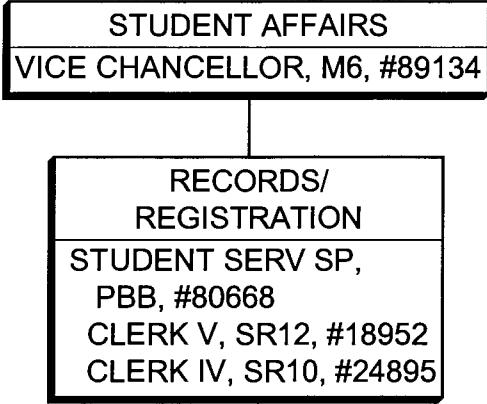 STUDENT AFFAIRS
VICE CHANCELLOR, M6, #89134
RECORDS/
REGISTRATION
STUDENT SERV SP,
PBB, #80668
CLERK V, SR12, #18952
CLERK IV, SR10, #24895